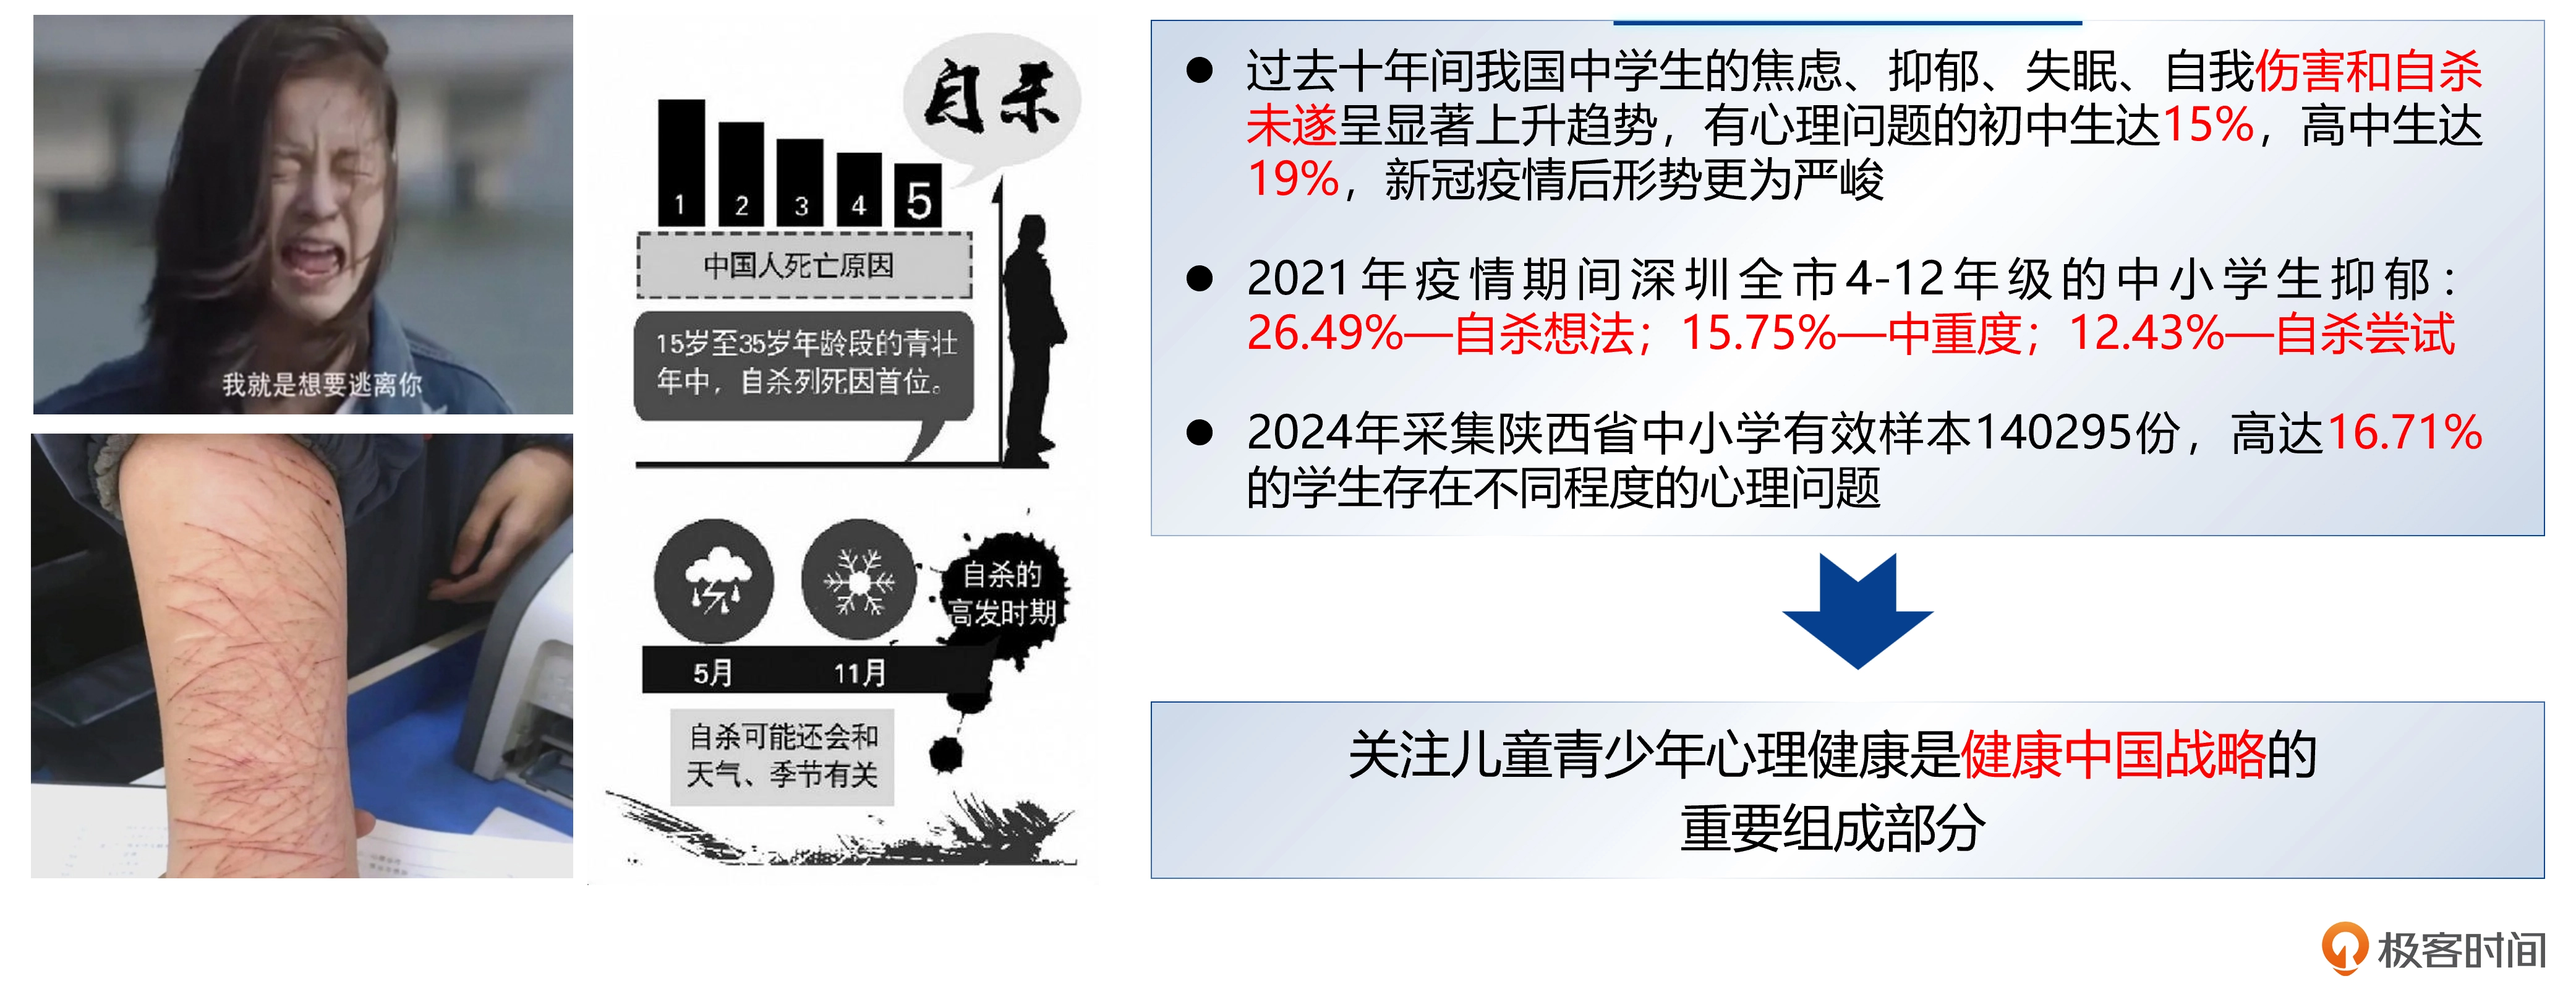 我就是想要逃离你
自杀
1 2 3 4 5
中国人死亡原因
15岁至35岁年龄段的青壮
年中，自杀列死因首位。
自杀的
高发时期
5月 11月
自杀可能还会和
天气、季节有关
● 过去十年间我国中学生的焦虑、抑郁、失眠、自我伤害和自杀
未遂呈显著上升趋势，有心理问题的初中生达15%，高中生达
19%，新冠疫情后形势更为严峻
● 2021年疫情期间深圳全市4-12年级的中小学生抑郁：
26.49%—自杀想法；15.75%—中重度；12.43%—自杀尝试
● 2024年采集陕西省中小学有效样本140295份，高达16.71%
的学生存在不同程度的心理问题
关注儿童青少年心理健康是健康中国战略的
重要组成部分
极客时间